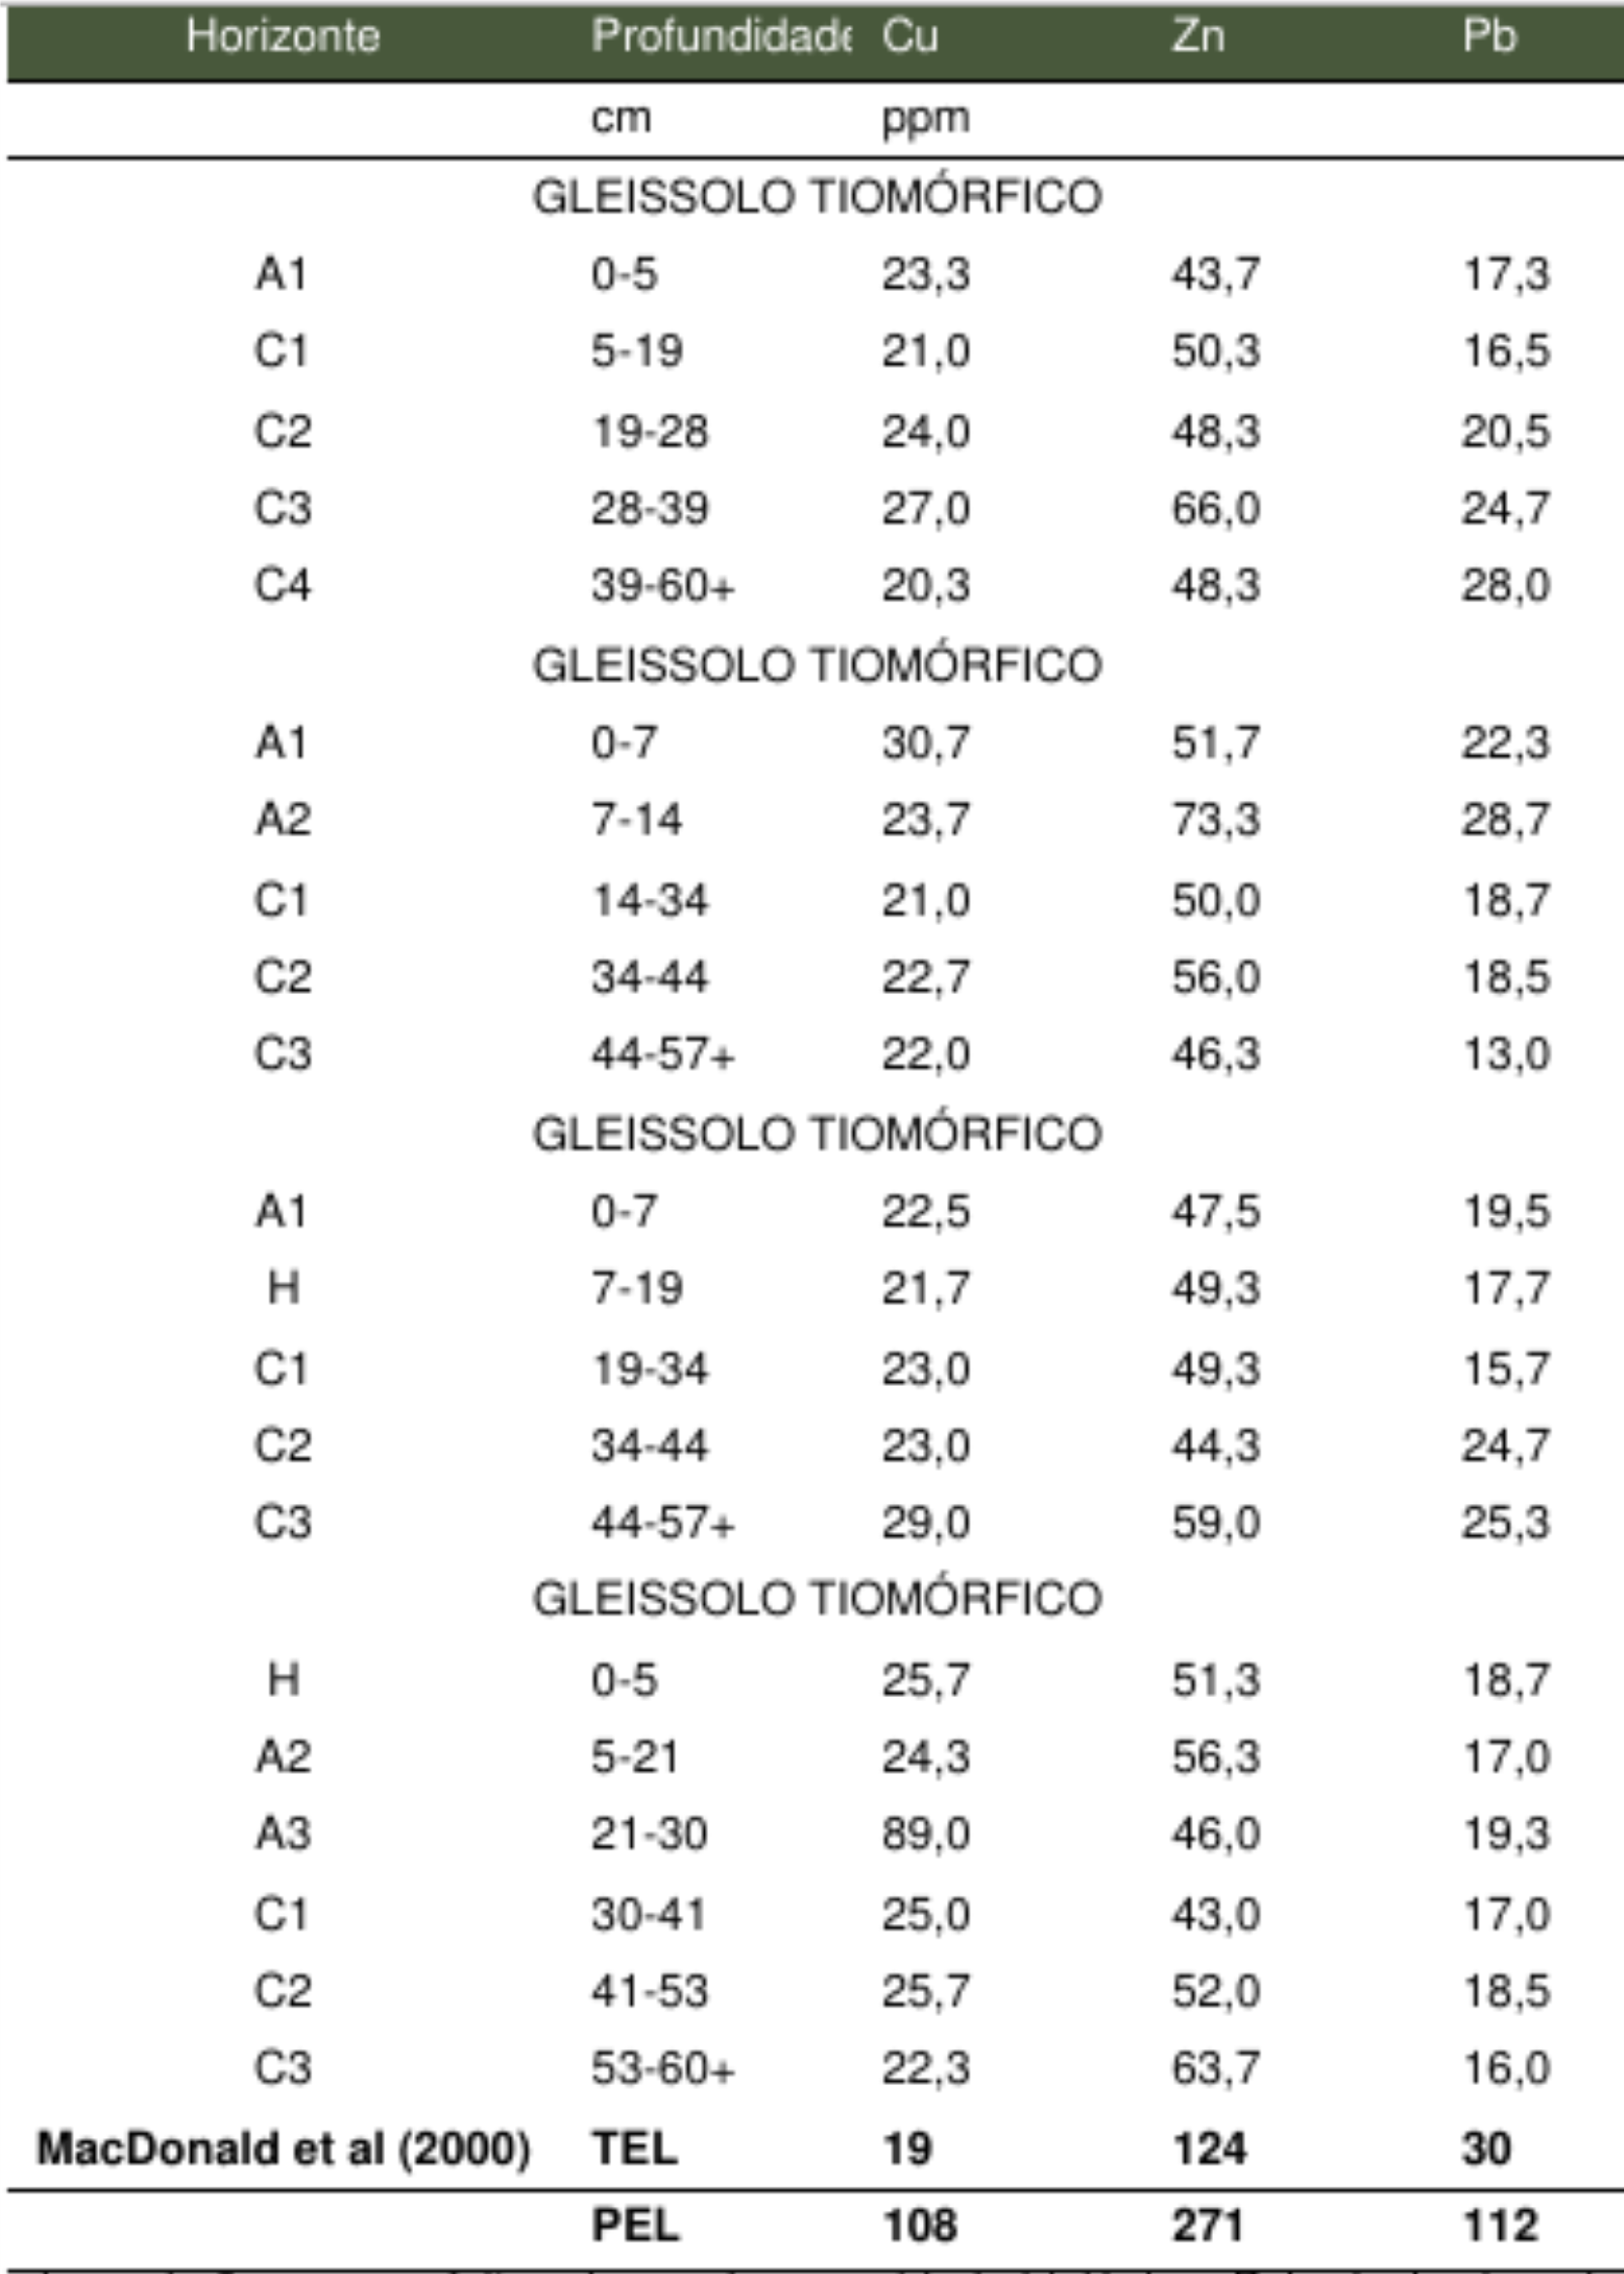 Horizonte Profundidade Cu Zn Pb
cm ppm
GLEISSOLO TIOMÓRFICO
A1 0-5 23,3 43,7 17,3
C1 5-19 21,0 50,3 16,5
C2 19-28 24,0 48,3 20,5
C3 28-39 27,0 66,0 24,7
C4 39-60+ 20,3 48,3 28,0
GLEISSOLO TIOMÓRFICO
A1 0-7 30,7 51,7 22,3
A2 7-14 23,7 73,3 28,7
C1 14-34 21,0 50,0 18,7
C2 34-44 22,7 56,0 18,5
C3 44-57+ 22,0 46,3 13,0
GLEISSOLO TIOMÓRFICO
A1 0-7 22,5 47,5 19,5
H 7-19 21,7 49,3 17,7
C1 19-34 23,0 49,3 15,7
C2 34-44 23,0 44,3 24,7
C3 44-57+ 29,0 59,0 25,3
GLEISSOLO TIOMÓRFICO
H 0-5 25,7 51,3 18,7
A2 5-21 24,3 56,3 17,0
A3 21-30 89,0 46,0 19,3
C1 30-41 25,0 43,0 17,0
C2 41-53 25,7 52,0 18,5
C3 53-60+ 22,3 63,7 16,0
MacDonald et al (2000) TEL 19 124 30
PEL 108 271 112